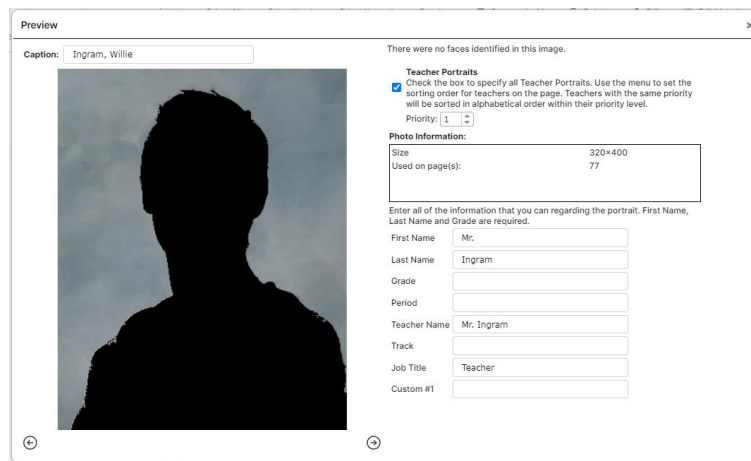 Preview
Caption: Ingram, Willie
There were no faces identified in this image.
Teacher Portraits
Check the box to specify all Teacher Portraits. Use the menu to set the
sorting order for teachers on the page. Teachers with the same priority
will be sorted in alphabetical order within their priority level.
Priority: 1
Photo Information:
Size 320×400
Used on page(s): 77
Enter all of the information that you can regarding the portrait. First Name,
Last Name and Grade are required.
First Name Mr.
Last Name Ingram
Grade
Period
Teacher Name Mr. Ingram
Track
Job Title Teacher
Custom #1